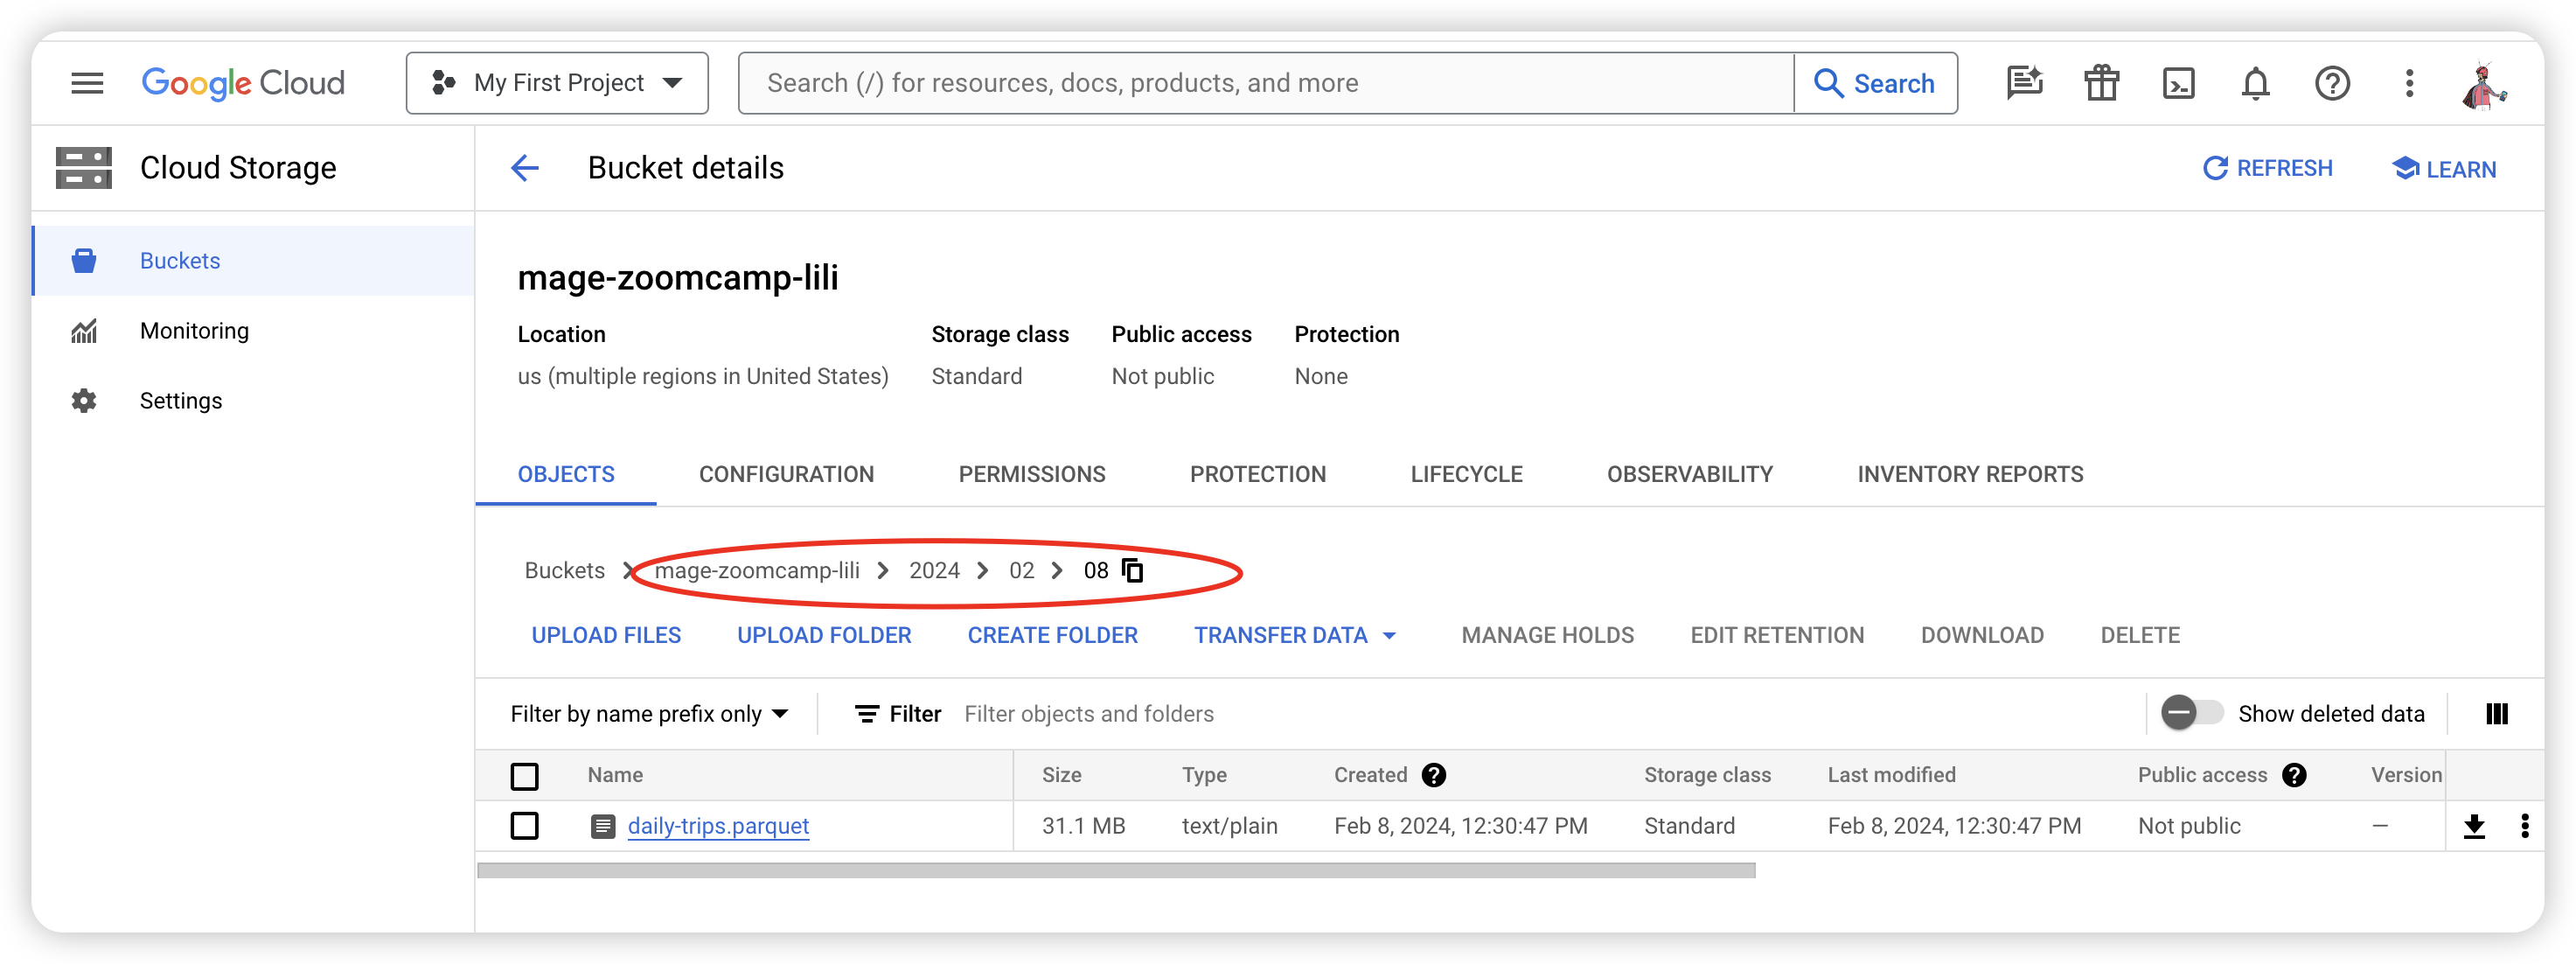 Google Cloud My First Project Search (/) for resources, docs, products, and more Search
Cloud Storage Bucket details REFRESH LEARN
Buckets
Monitoring
Settings
mage-zoomcamp-lili
Location Storage class Public access Protection
us (multiple regions in United States) Standard Not public None
OBJECTS CONFIGURATION PERMISSIONS PROTECTION LIFECYCLE OBSERVABILITY INVENTORY REPORTS
Buckets > mage-zoomcamp-lili > 2024 > 02 > 08
UPLOAD FILES UPLOAD FOLDER CREATE FOLDER TRANSFER DATA MANAGE HOLDS EDIT RETENTION DOWNLOAD DELETE
Filter by name prefix only Filter Filter objects and folders Show deleted data
Name Size Type Created Storage class Last modified Public access Version
daily-trips.parquet 31.1 MB text/plain Feb 8, 2024, 12:30:47 PM Standard Feb 8, 2024, 12:30:47 PM Not public —